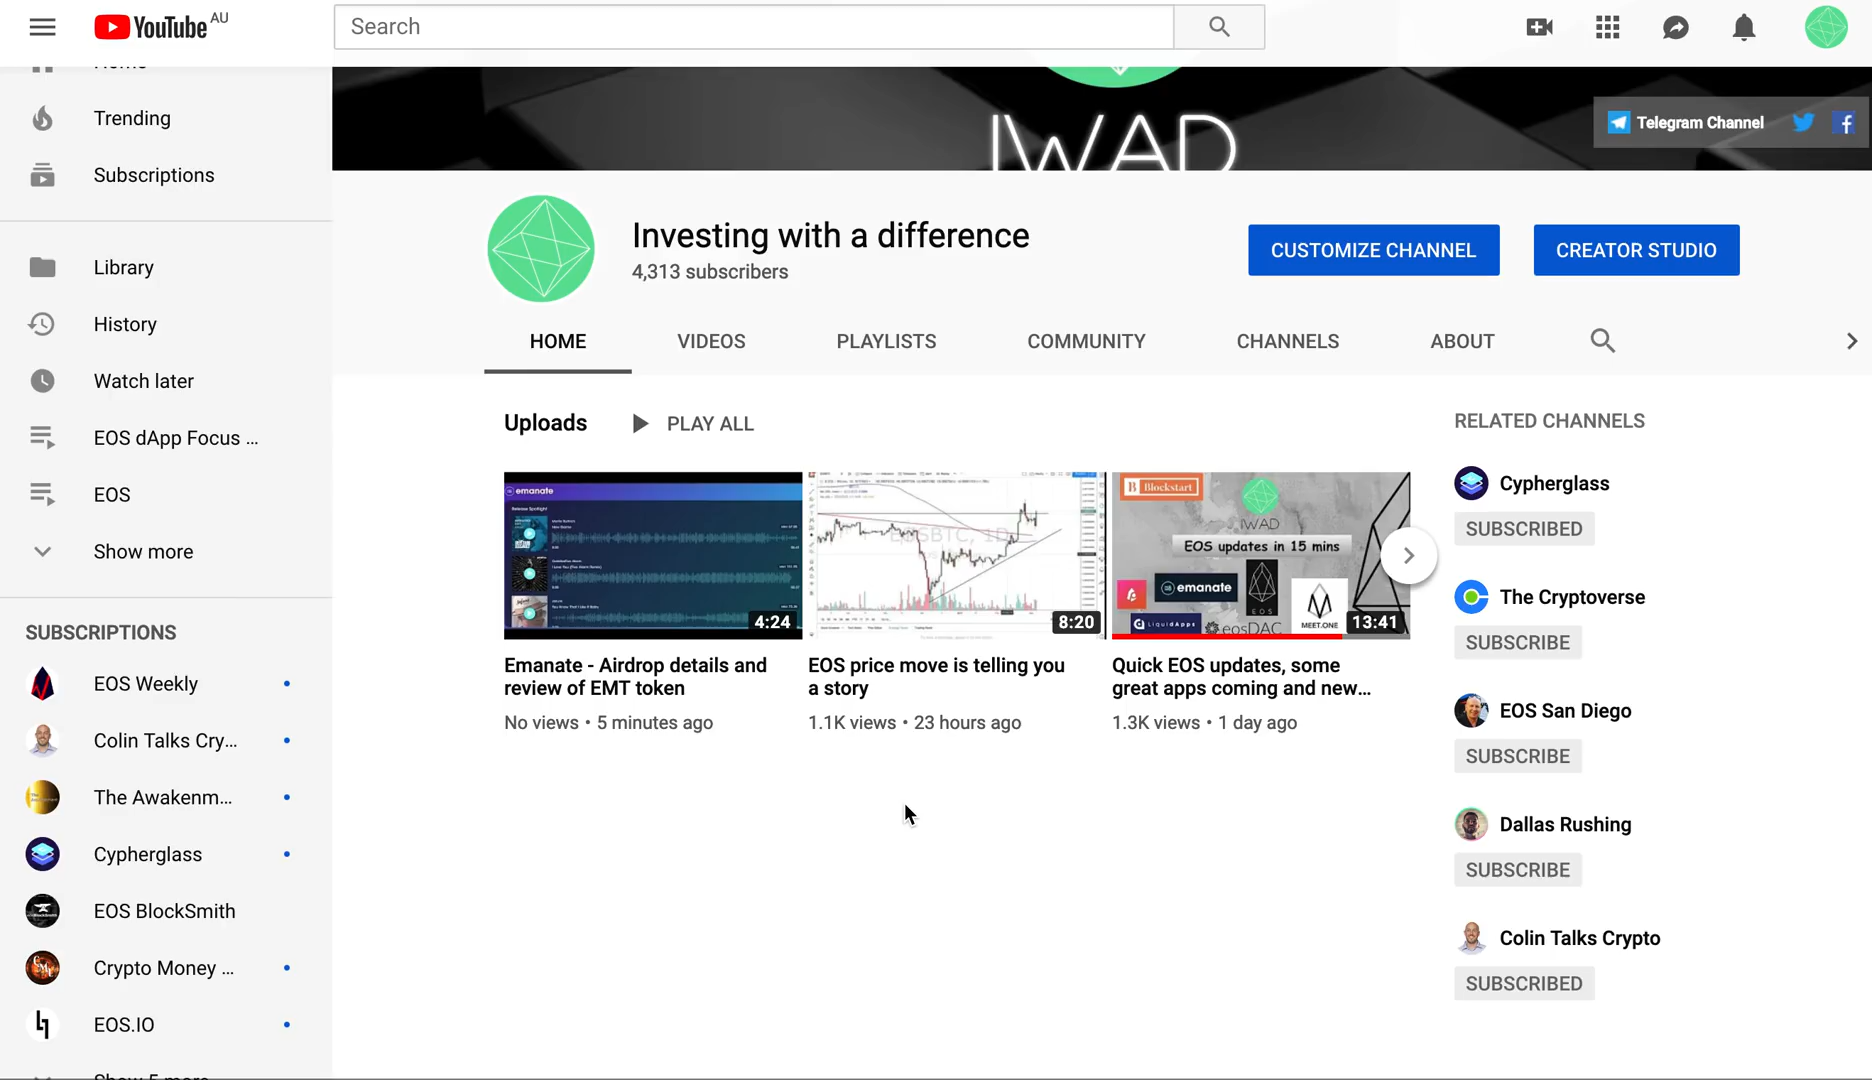 YouTube AU
Search
Trending
Subscriptions
Library
History
Watch later
EOS dApp Focus ...
EOS
Show more
SUBSCRIPTIONS
EOS Weekly
Colin Talks Cry...
The Awakenm...
Cypherglass
EOS BlockSmith
Crypto Money ...
EOS.IO
IWAD
Telegram Channel
Investing with a difference
4,313 subscribers
CUSTOMIZE CHANNEL
CREATOR STUDIO
HOME
VIDEOS
PLAYLISTS
COMMUNITY
CHANNELS
ABOUT
Uploads
PLAY ALL
emanate
Release Spotlight
4:24
Emanate - Airdrop details and
review of EMT token
No views • 5 minutes ago
8:20
EOS price move is telling you
a story
1.1K views • 23 hours ago
Blockstart
IWAD
EOS updates in 15 mins
emanate
EOS
LiquidApps
eosDAC
MEET.ONE
13:41
Quick EOS updates, some
great apps coming and new...
1.3K views • 1 day ago
RELATED CHANNELS
Cypherglass
SUBSCRIBED
The Cryptoverse
SUBSCRIBE
EOS San Diego
SUBSCRIBE
Dallas Rushing
SUBSCRIBE
Colin Talks Crypto
SUBSCRIBED